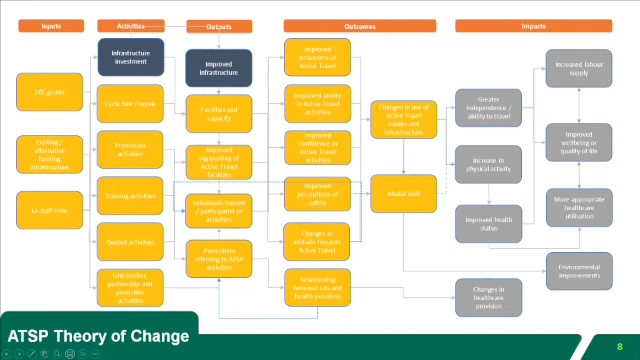 Inputs
Activities
Outputs
Outcomes
Impacts
DfT grants
Existing /
alternative
funding infrastructure
LA staff time
Infrastructure
investment
Cycle hire / repair
Promotion activities
Training activities
Guided activities
Link worker,
partnership and
prescriber activities
Improved
infrastructure
Facilities and
capacity
Improved
signposting of Active
Travel facilities
Individuals trained
/ participated in
activities
Prescribers
referring to ATSP
activities
Improved
awareness of
Active Travel
Improved ability in
Active Travel
activities
Improved
confidence in Active
Travel activities
Improved
perceptions of
safety
Changes in
attitude towards
Active Travel
Relationship
between LAs and
health providers
Changes in use of
Active Travel
modes and
infrastructure
Modal shift
Greater
independence /
ability to travel
Increase in
physical activity
Improved health
status
Changes in
healthcare
provision
Increased labour
supply
Improved
wellbeing or
quality of life
More appropriate
healthcare
utilisation
Environmental
improvements
ATSP Theory of Change
8